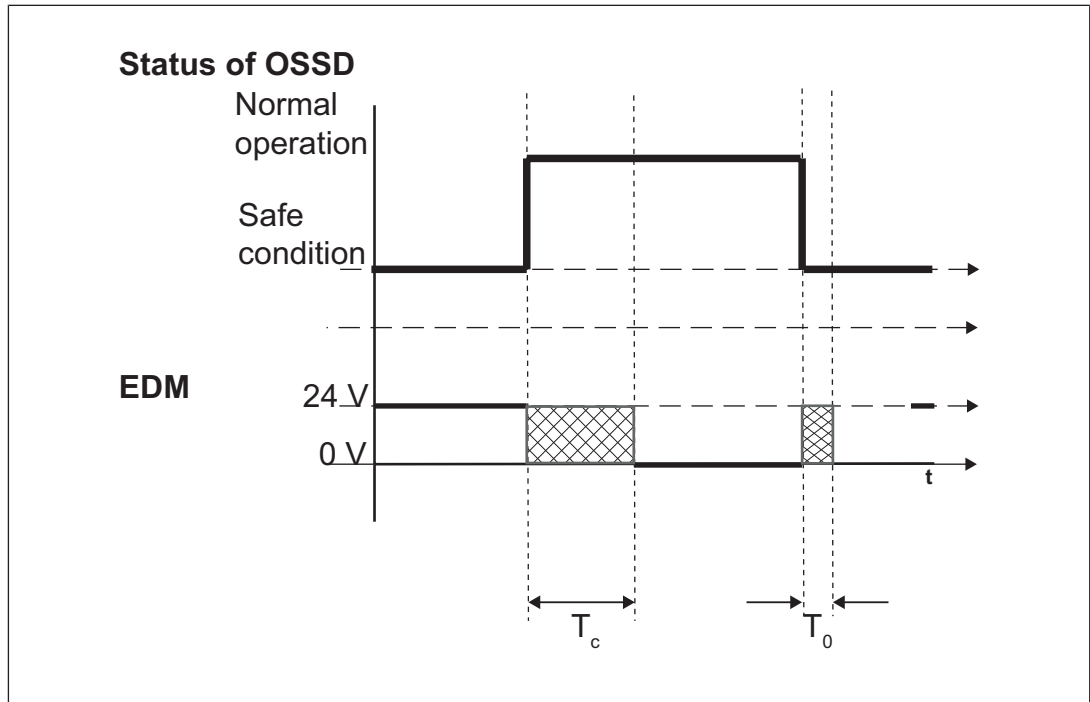 Status of OSSD
Normal
operation
Safe
condition
EDM
24 V
0 V
t
Tc
T0